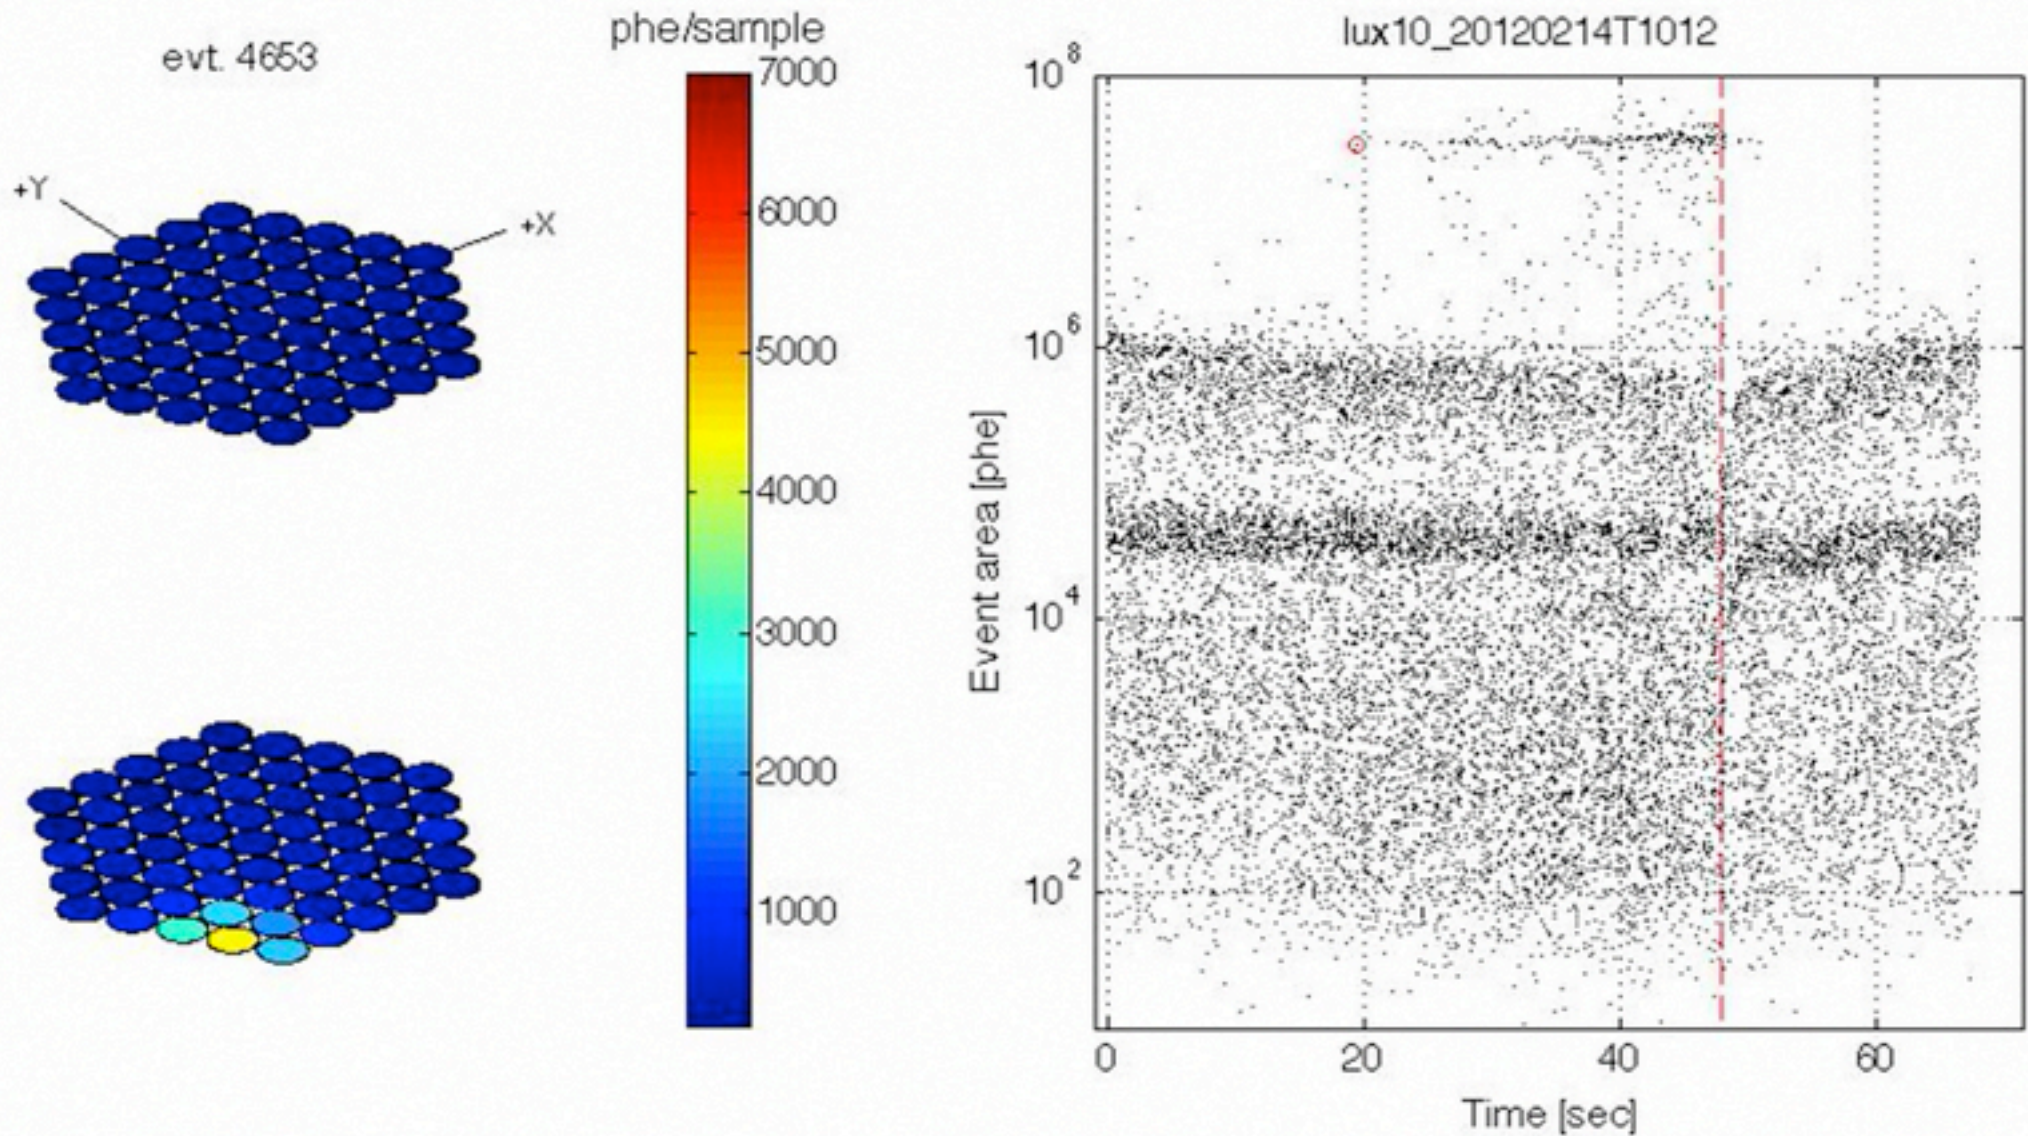 evt. 4653
+Y
+X
phe/sample
7000
6000
5000
4000
3000
2000
1000
lux10_20120214T1012
10^8
10^6
10^4
10^2
Event area [phe]
0 20 40 60
Time [sec]